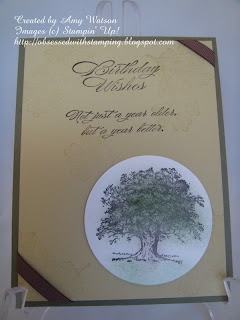 Created by Amy Watson
Images (c) Stampin' Up!
http://obsessedwithstamping.blogspot.com
Birthday
Wishes
Not just a year older,
but a year better.